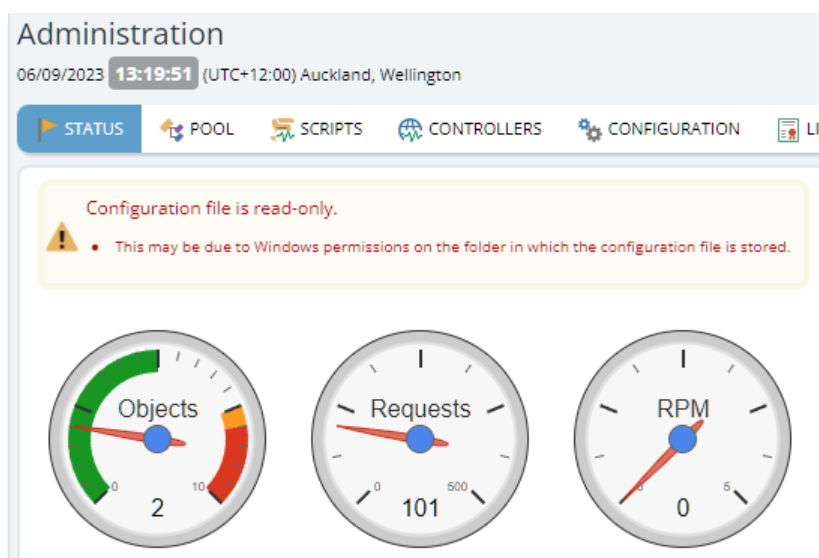 Administration
06/09/2023 13:19:51 (UTC+12:00) Auckland, Wellington
STATUS POOL SCRIPTS CONTROLLERS CONFIGURATION LI
Configuration file is read-only.
• This may be due to Windows permissions on the folder in which the configuration file is stored.
Objects Requests RPM
0 10 0 500 5
2 101 0